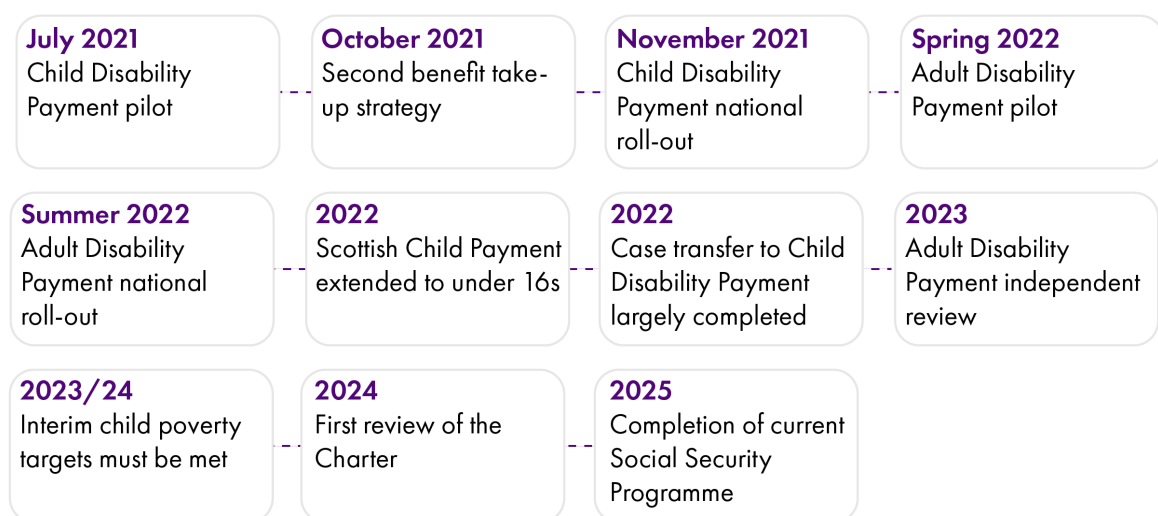 July 2021
Child Disability
Payment pilot
October 2021
Second benefit take-
up strategy
November 2021
Child Disability
Payment national
roll-out
Spring 2022
Adult Disability
Payment pilot
Summer 2022
Adult Disability
Payment national
roll-out
2022
Scottish Child Payment
extended to under 16s
2022
Case transfer to Child
Disability Payment
largely completed
2023
Adult Disability
Payment independent
review
2023/24
Interim child poverty
targets must be met
2024
First review of the
Charter
2025
Completion of current
Social Security
Programme